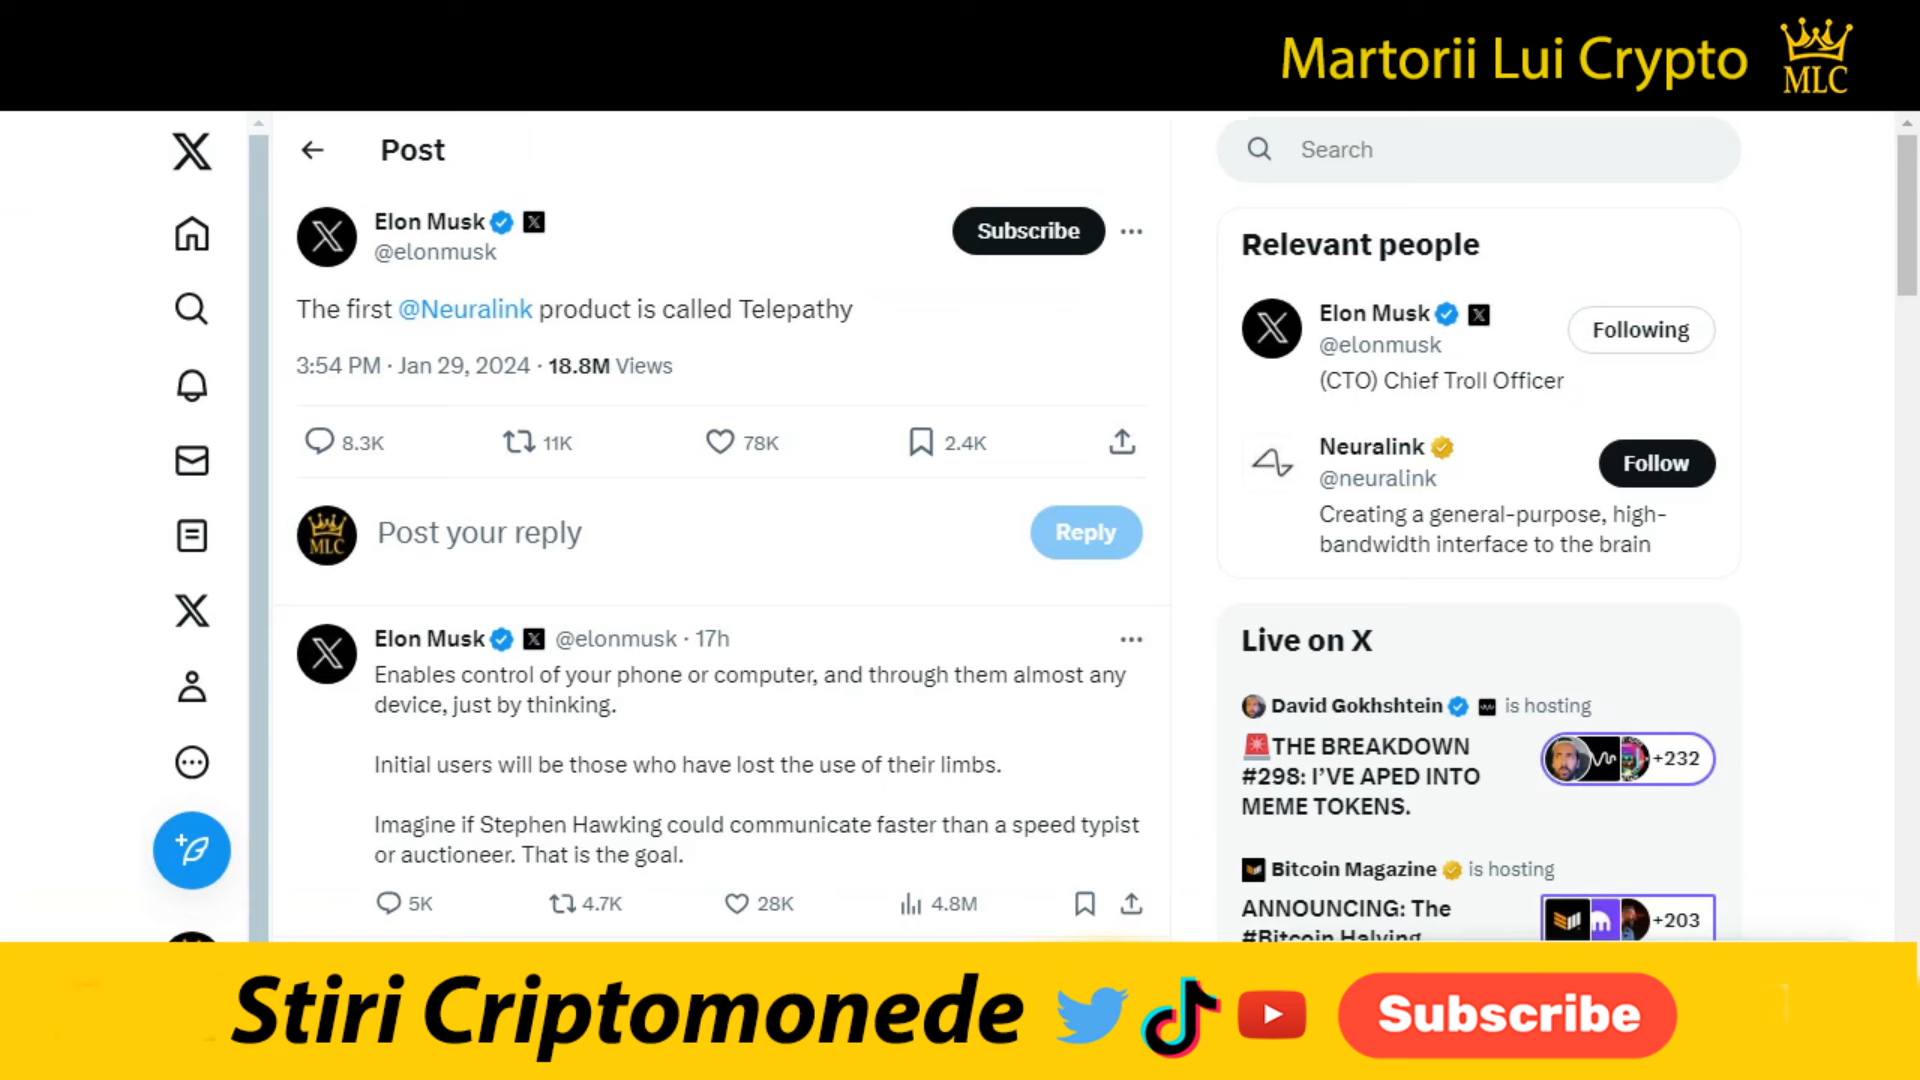 Martorii Lui Crypto
MLC
Post
Search
Elon Musk
@elonmusk
Subscribe
The first @Neuralink product is called Telepathy
3:54 PM · Jan 29, 2024 · 18.8M Views
8.3K 11K 78K 2.4K
MLC
Post your reply
Reply
Elon Musk @elonmusk · 17h
Enables control of your phone or computer, and through them almost any
device, just by thinking.
Initial users will be those who have lost the use of their limbs.
Imagine if Stephen Hawking could communicate faster than a speed typist
or auctioneer. That is the goal.
5K 4.7K 28K 4.8M
Relevant people
Elon Musk
@elonmusk
Following
(CTO) Chief Troll Officer
Neuralink
@neuralink
Follow
Creating a general-purpose, high-
bandwidth interface to the brain
Live on X
David Gokhshtein is hosting
🚨THE BREAKDOWN
#298: I’VE APED INTO
MEME TOKENS.
+232
Bitcoin Magazine is hosting
ANNOUNCING: The
#Bitcoin Halving
+203
Stiri Criptomonede
Subscribe